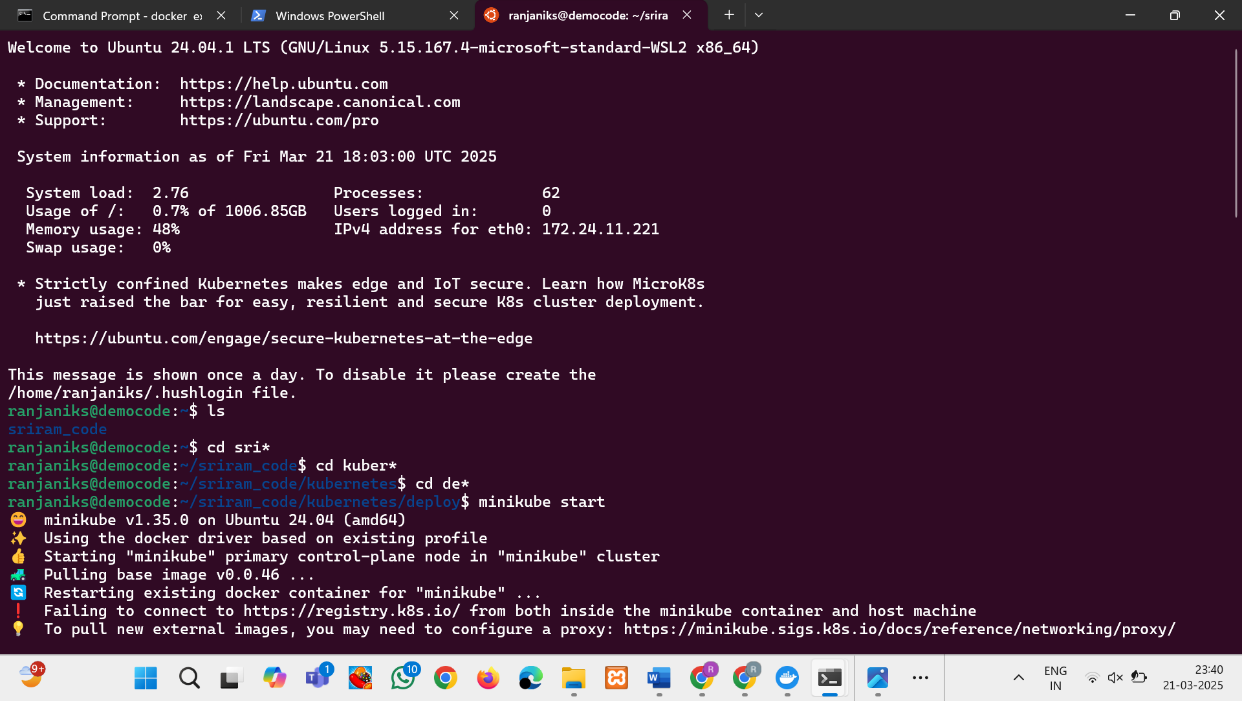 Command Prompt - docker ex
Windows PowerShell
ranjaniks@democode: ~/srira
Welcome to Ubuntu 24.04.1 LTS (GNU/Linux 5.15.167.4-microsoft-standard-WSL2 x86_64)
* Documentation:  https://help.ubuntu.com
* Management:     https://landscape.canonical.com
* Support:        https://ubuntu.com/pro
System information as of Fri Mar 21 18:03:00 UTC 2025
System load:  2.76                Processes:             62
Usage of /:   0.7% of 1006.85GB   Users logged in:       0
Memory usage: 48%                 IPv4 address for eth0: 172.24.11.221
Swap usage:   0%
* Strictly confined Kubernetes makes edge and IoT secure. Learn how MicroK8s
just raised the bar for easy, resilient and secure K8s cluster deployment.
https://ubuntu.com/engage/secure-kubernetes-at-the-edge
This message is shown once a day. To disable it please create the
/home/ranjaniks/.hushlogin file.
ranjaniks@democode:~$ ls
sriram_code
ranjaniks@democode:~$ cd sri*
ranjaniks@democode:~/sriram_code$ cd kuber*
ranjaniks@democode:~/sriram_code/kubernetes$ cd de*
ranjaniks@democode:~/sriram_code/kubernetes/deploy$ minikube start
😄  minikube v1.35.0 on Ubuntu 24.04 (amd64)
✨  Using the docker driver based on existing profile
👍  Starting "minikube" primary control-plane node in "minikube" cluster
🚜  Pulling base image v0.0.46 ...
🔄  Restarting existing docker container for "minikube" ...
❗  Failing to connect to https://registry.k8s.io/ from both inside the minikube container and host machine
💡  To pull new external images, you may need to configure a proxy: https://minikube.sigs.k8s.io/docs/reference/networking/proxy/
9+
1
10
R
R
W
ENG
IN
23:40
21-03-2025